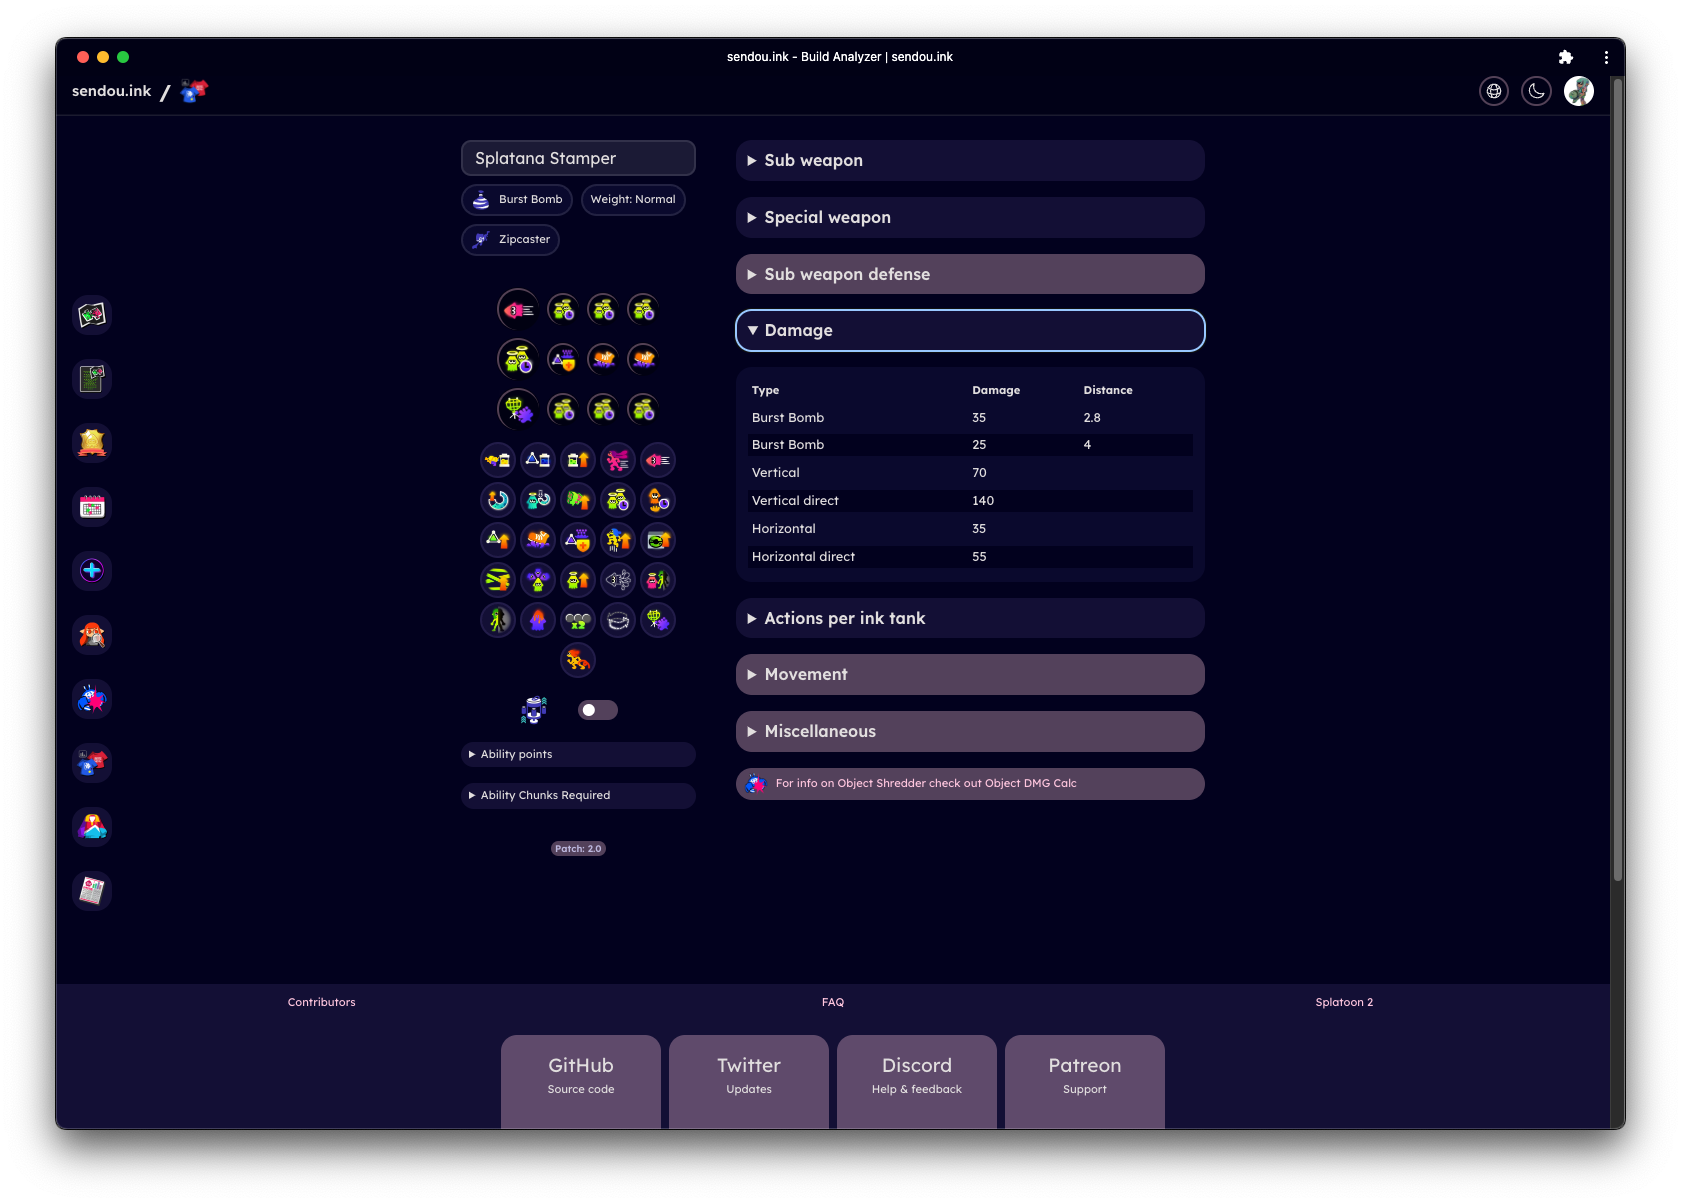 sendou.ink - Build Analyzer | sendou.ink
sendou.ink /
Splatana Stamper
Burst Bomb
Weight: Normal
Zipcaster
Ability points
Ability Chunks Required
Patch: 2.0
Sub weapon
Special weapon
Sub weapon defense
Damage
Type Damage Distance
Burst Bomb 35 2.8
Burst Bomb 25 4
Vertical 70
Vertical direct 140
Horizontal 35
Horizontal direct 55
Actions per ink tank
Movement
Miscellaneous
For info on Object Shredder check out Object DMG Calc
Contributors
FAQ
Splatoon 2
GitHub
Source code
Twitter
Updates
Discord
Help & feedback
Patreon
Support